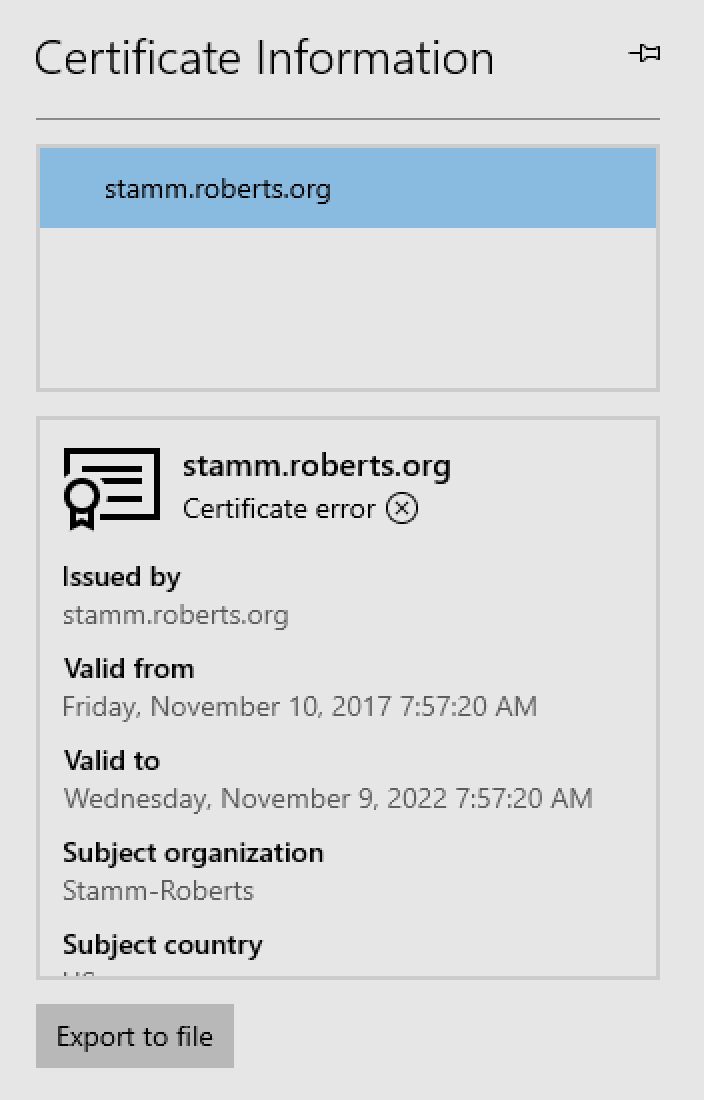 Certificate Information
stamm.roberts.org
stamm.roberts.org
Certificate error
Issued by
stamm.roberts.org
Valid from
Friday, November 10, 2017 7:57:20 AM
Valid to
Wednesday, November 9, 2022 7:57:20 AM
Subject organization
Stamm-Roberts
Subject country
Export to file